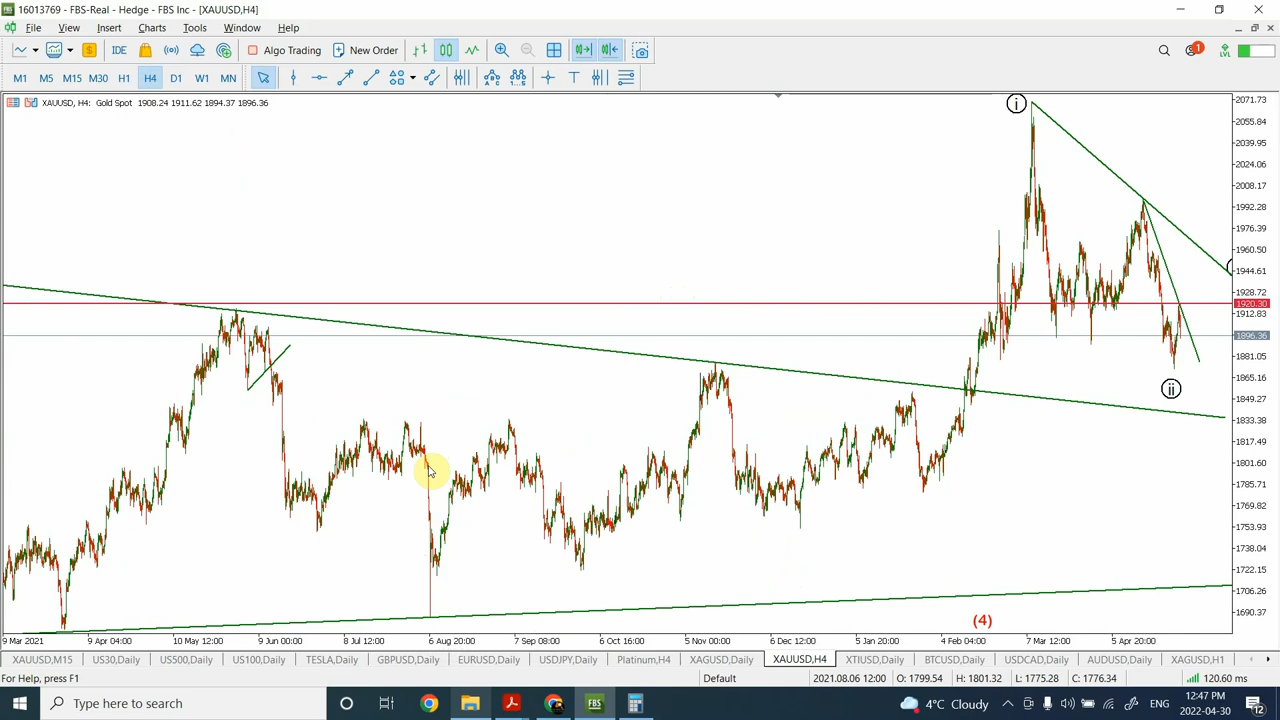 16013769 - FBS-Real - Hedge - FBS Inc - [XAUUSD,H4]
File View Insert Charts Tools Window Help
IDE Algo Trading New Order 1 LVL
M1 M5 M15 M30 H1 H4 D1 W1 MN T
XAUUSD, H4: Gold Spot 1908.24 1911.62 1894.37 1896.36
i
ii
(4)
2071.73
2055.84
2039.95
2024.06
2008.17
1992.28
1976.39
1960.50
1944.61
1928.72
1920.30
1912.83
1896.36
1881.05
1865.16
1849.27
1833.38
1817.49
1801.60
1785.71
1769.82
1753.93
1738.04
1722.15
1706.26
1690.37
9 Mar 2021 9 Apr 04:00 10 May 12:00 9 Jun 00:00 8 Jul 12:00 6 Aug 20:00 7 Sep 08:00 6 Oct 16:00 5 Nov 00:00 6 Dec 12:00 5 Jan 20:00 4 Feb 04:00 7 Mar 12:00 5 Apr 20:00
XAUUSD,M15 US30,Daily US500,Daily US100,Daily TESLA,Daily GBPUSD,Daily EURUSD,Daily USDJPY,Daily Platinum,H4 XAGUSD,Daily XAUUSD,H4 XTIUSD,Daily BTCUSD,Daily USDCAD,Daily AUDUSD,Daily XAGUSD,H1
For Help, press F1 Default 2021.08.06 12:00 O: 1799.54 H: 1801.32 L: 1775.28 C: 1776.34 120.60 ms
Type here to search 4°C Cloudy ENG 12:47 PM
2022-04-30 12